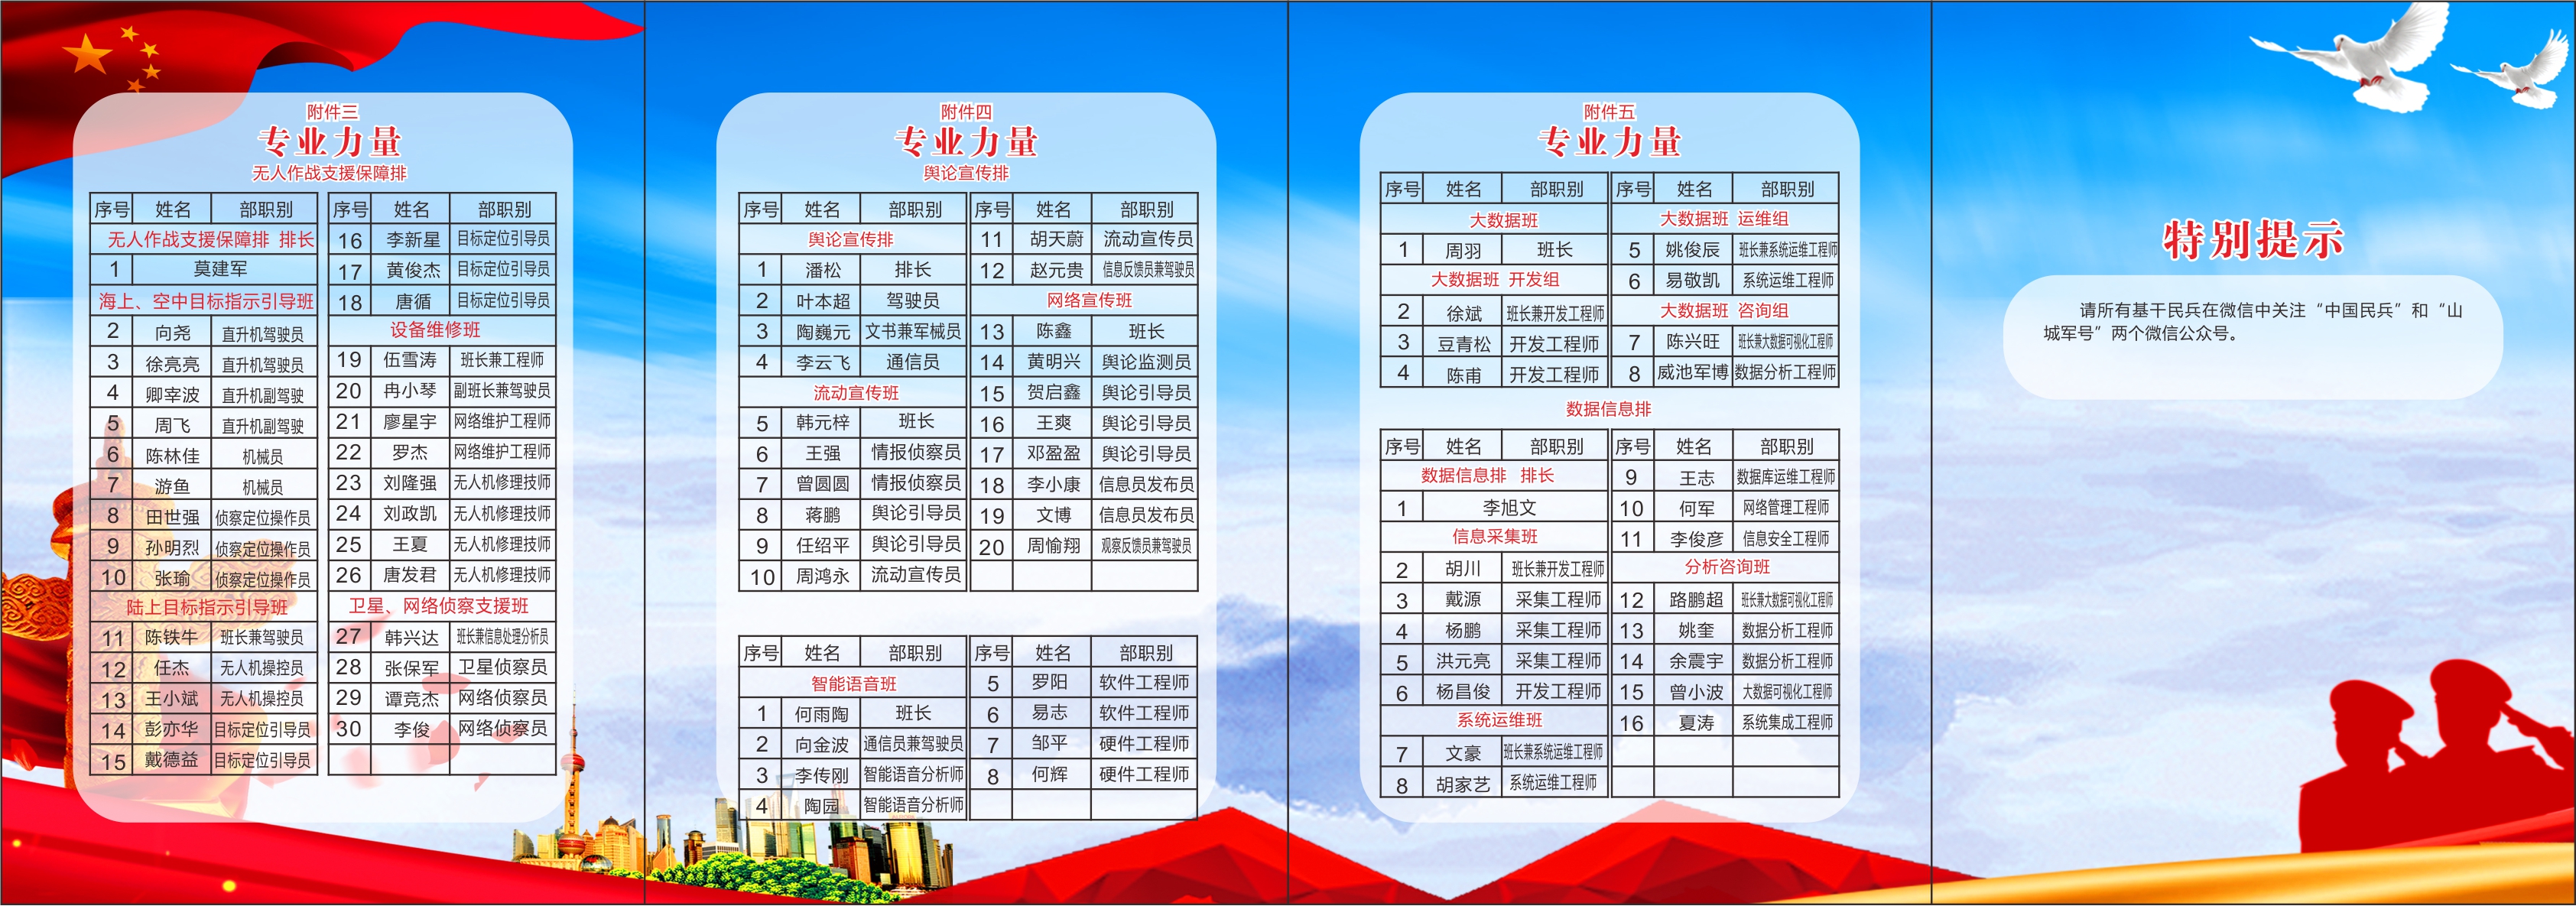 附件三
专业力量
无人作战支援保障排
序号 姓名 部职别
无人作战支援保障排 排长
1 莫建军
海上、空中目标指示引导班
2 向尧 直升机驾驶员
3 徐亮亮 直升机驾驶员
4 卿宰波 直升机副驾驶
5 周飞 直升机副驾驶
6 陈林佳 机械员
7 游鱼 机械员
8 田世强 侦察定位操作员
9 孙明烈 侦察定位操作员
10 张瑜 侦察定位操作员
陆上目标指示引导班
11 陈铁牛 班长兼驾驶员
12 任杰 无人机操控员
13 王小斌 无人机操控员
14 彭亦华 目标定位引导员
15 戴德益 目标定位引导员
序号 姓名 部职别
16 李新星 目标定位引导员
17 黄俊杰 目标定位引导员
18 唐循 目标定位引导员
设备维修班
19 伍雪涛 班长兼工程师
20 冉小琴 副班长兼驾驶员
21 廖星宇 网络维护工程师
22 罗杰 网络维护工程师
23 刘隆强 无人机修理技师
24 刘政凯 无人机修理技师
25 王夏 无人机修理技师
26 唐发君 无人机修理技师
卫星、网络侦察支援班
27 韩兴达 班长兼信息处理分析员
28 张保军 卫星侦察员
29 谭竞杰 网络侦察员
30 李俊 网络侦察员
附件四
专业力量
舆论宣传排
序号 姓名 部职别
舆论宣传排
1 潘松 排长
2 叶本超 驾驶员
3 陶巍元 文书兼军械员
4 李云飞 通信员
流动宣传班
5 韩元梓 班长
6 王强 情报侦察员
7 曾圆圆 情报侦察员
8 蒋鹏 舆论引导员
9 任绍平 舆论引导员
10 周鸿永 流动宣传员
序号 姓名 部职别
11 胡天蔚 流动宣传员
12 赵元贵 信息反馈员兼驾驶员
网络宣传班
13 陈鑫 班长
14 黄明兴 舆论监测员
15 贺启鑫 舆论引导员
16 王爽 舆论引导员
17 邓盈盈 舆论引导员
18 李小康 信息员发布员
19 文博 信息员发布员
20 周愉翔 观察反馈员兼驾驶员
序号 姓名 部职别
智能语音班
1 何雨陶 班长
2 向金波 通信员兼驾驶员
3 李传刚 智能语音分析师
4 陶园 智能语音分析师
序号 姓名 部职别
5 罗阳 软件工程师
6 易志 软件工程师
7 邹平 硬件工程师
8 何辉 硬件工程师
附件五
专业力量
序号 姓名 部职别
大数据班
1 周羽 班长
大数据班 开发组
2 徐斌 班长兼开发工程师
3 豆青松 开发工程师
4 陈甫 开发工程师
序号 姓名 部职别
大数据班 运维组
5 姚俊辰 班长兼系统运维工程师
6 易敬凯 系统运维工程师
大数据班 咨询组
7 陈兴旺 班长兼大数据可视化工程师
8 威池军博 数据分析工程师
数据信息排
序号 姓名 部职别
数据信息排 排长
1 李旭文
信息采集班
2 胡川 班长兼开发工程师
3 戴源 采集工程师
4 杨鹏 采集工程师
5 洪元亮 采集工程师
6 杨昌俊 开发工程师
系统运维班
7 文豪 班长兼系统运维工程师
8 胡家艺 系统运维工程师
序号 姓名 部职别
9 王志 数据库运维工程师
10 何军 网络管理工程师
11 李俊彦 信息安全工程师
分析咨询班
12 路鹏超 班长兼大数据可视化工程师
13 姚奎 数据分析工程师
14 余震宇 数据分析工程师
15 曾小波 大数据可视化工程师
16 夏涛 系统集成工程师
特别提示
请所有基干民兵在微信中关注“中国民兵”和“山
城军号”两个微信公众号。